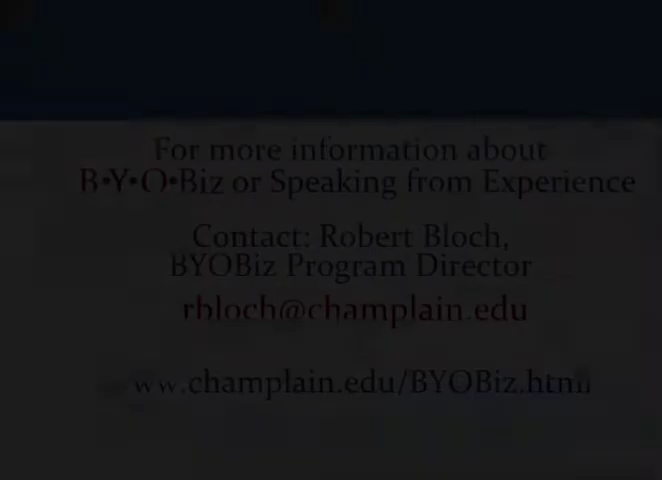 For more information about
B•Y•O•Biz or Speaking from Experience
Contact: Robert Bloch,
BYOBiz Program Director
rbloch@champlain.edu
www.champlain.edu/BYOBiz.html